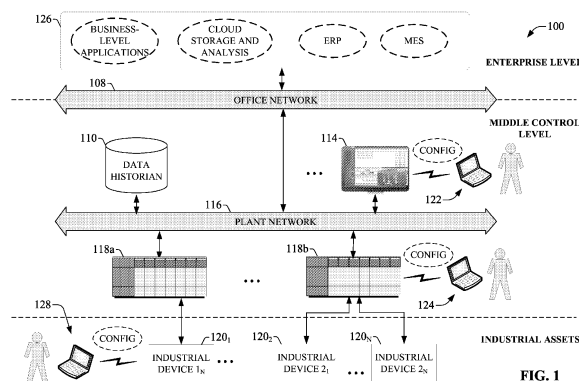 126
100
BUSINESS-
LEVEL
APPLICATIONS
CLOUD
STORAGE AND
ANALYSIS
ERP
MES
ENTERPRISE LEVEL
108
OFFICE NETWORK
MIDDLE CONTROL
LEVEL
110
DATA
HISTORIAN
...
114
CONFIG
122
116
PLANT NETWORK
118a
...
118b
CONFIG
124
128
CONFIG
120₁
INDUSTRIAL
DEVICE 1N
...
120₂
INDUSTRIAL
DEVICE 2₁
...
120N
INDUSTRIAL
DEVICE 2N
INDUSTRIAL ASSETS
FIG. 1